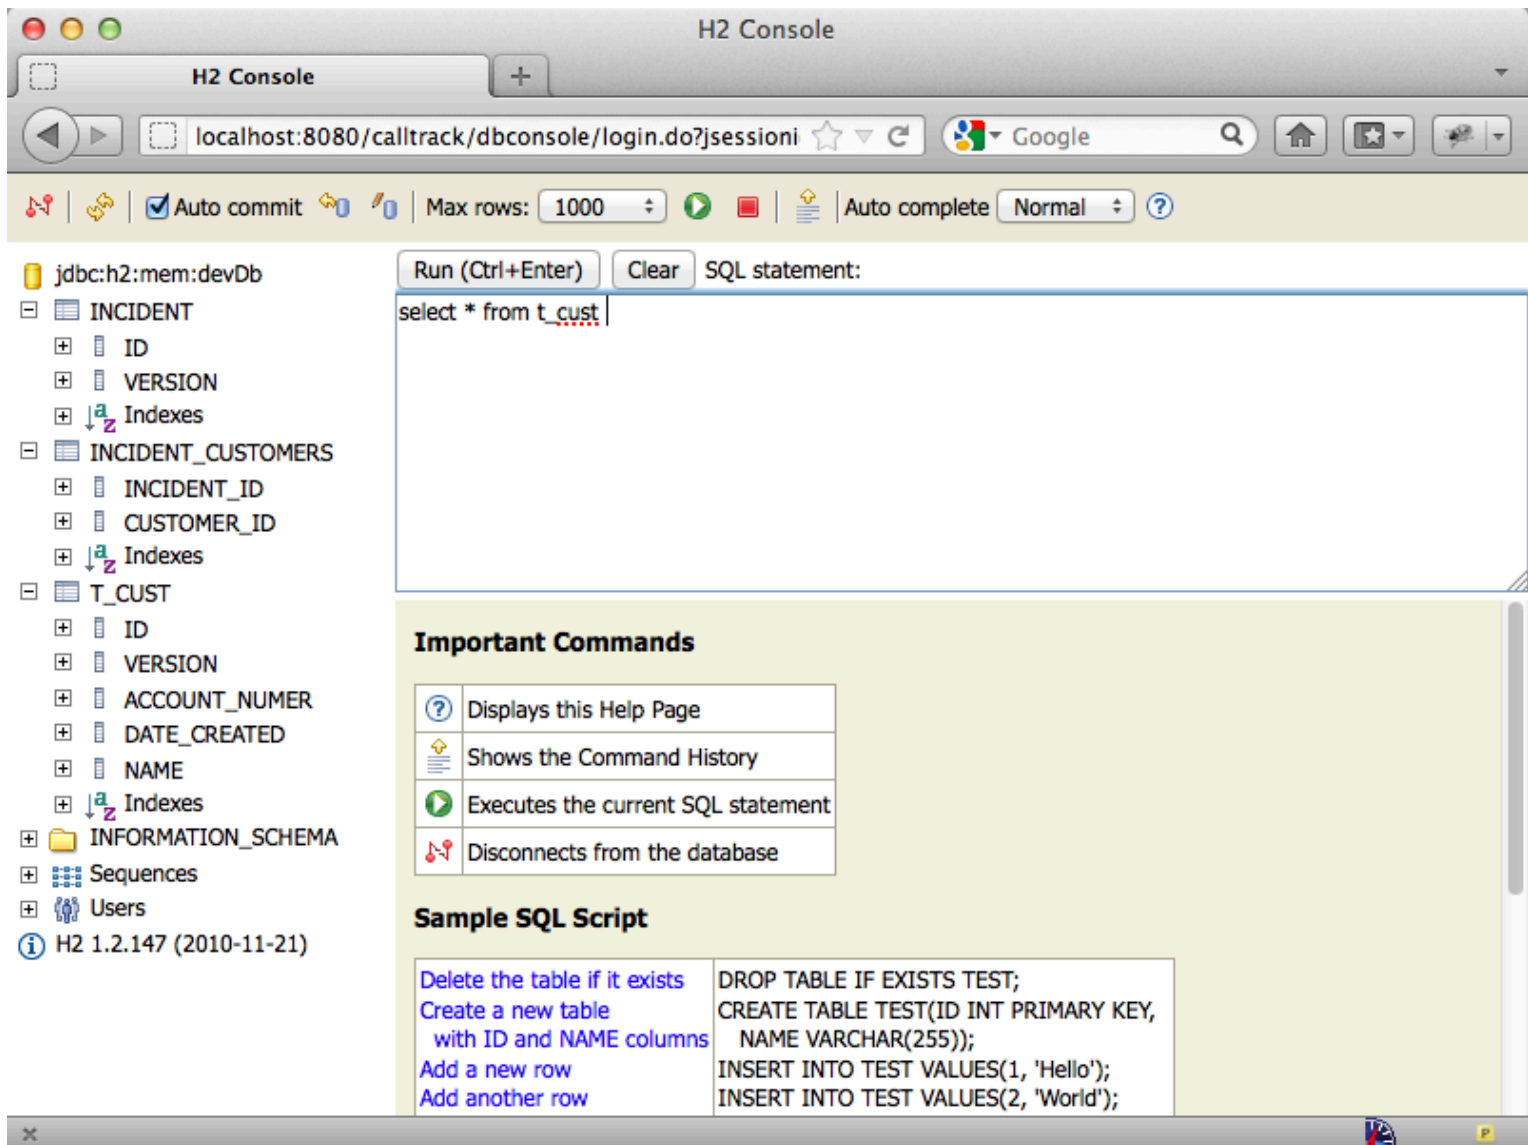 H2 Console
H2 Console
localhost:8080/calltrack/dbconsole/login.do?jsessioni
Google
Auto commit
Max rows: 1000
Auto complete Normal
jdbc:h2:mem:devDb
INCIDENT
ID
VERSION
Indexes
INCIDENT_CUSTOMERS
INCIDENT_ID
CUSTOMER_ID
Indexes
T_CUST
ID
VERSION
ACCOUNT_NUMER
DATE_CREATED
NAME
Indexes
INFORMATION_SCHEMA
Sequences
Users
H2 1.2.147 (2010-11-21)
Run (Ctrl+Enter) Clear SQL statement:
select * from t_cust
Important Commands
Displays this Help Page
Shows the Command History
Executes the current SQL statement
Disconnects from the database
Sample SQL Script
Delete the table if it exists DROP TABLE IF EXISTS TEST;
Create a new table CREATE TABLE TEST(ID INT PRIMARY KEY,
with ID and NAME columns NAME VARCHAR(255));
Add a new row INSERT INTO TEST VALUES(1, 'Hello');
Add another row INSERT INTO TEST VALUES(2, 'World');